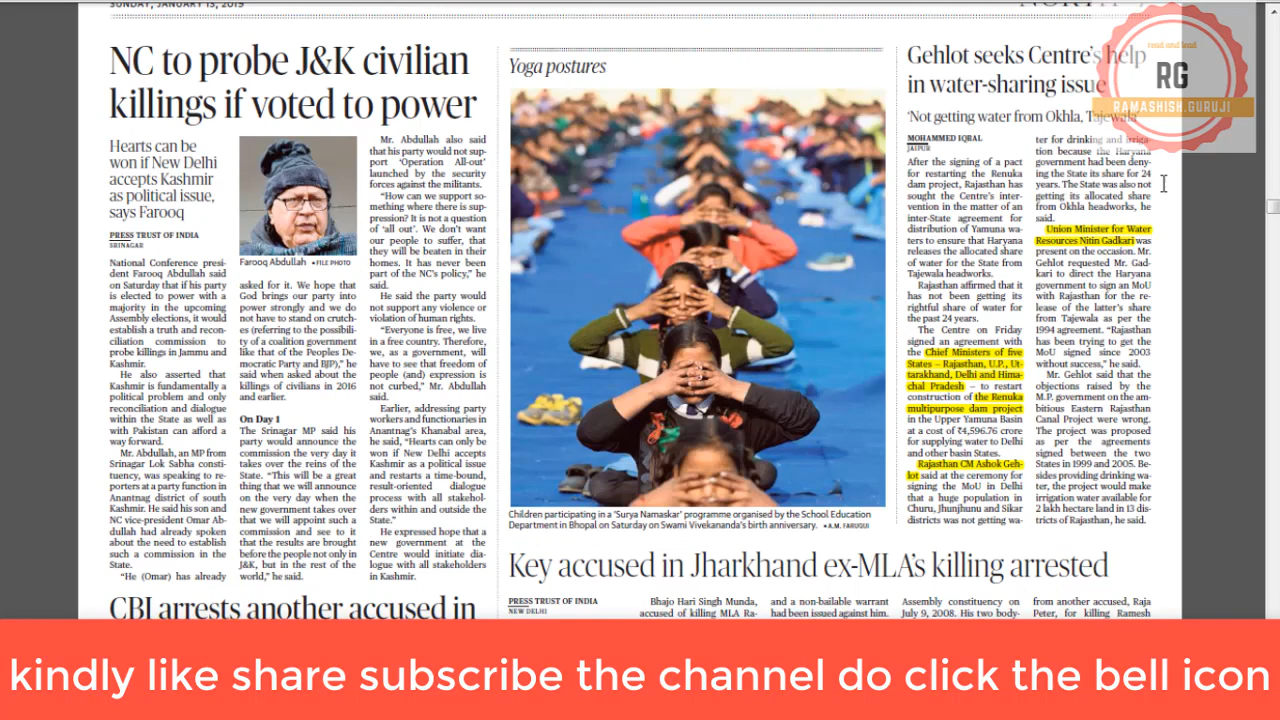 SUNDAY, JANUARY 13, 2019
NC to probe J&K civilian
killings if voted to power
Hearts can be
won if New Delhi
accepts Kashmir
as political issue,
says Farooq
PRESS TRUST OF INDIA
SRINAGAR
National Conference presi-
dent Farooq Abdullah said
on Saturday that if his party
is elected to power with a
majority in the upcoming
Assembly elections, it would
establish a truth and recon-
ciliation commission to
probe killings in Jammu and
Kashmir.
He also asserted that
Kashmir is fundamentally a
political problem and only
reconciliation and dialogue
within the State as well as
with Pakistan can afford a
way forward.
Mr. Abdullah, an MP from
Srinagar Lok Sabha consti-
tuency, was speaking to re-
porters at a party function in
Anantnag district of south
Kashmir. He said his son and
NC vice-president Omar Ab-
dullah had already spoken
about the need to establish
such a commission in the
State.
"He (Omar) has already
Farooq Abdullah •FILE PHOTO
asked for it. We hope that
God brings our party into
power strongly and we do
not have to stand on crutch-
es (referring to the possibili-
ty of a coalition government
like that of the Peoples De-
mocratic Party and BJP)," he
said when asked about the
killings of civilians in 2016
and earlier.
On Day 1
The Srinagar MP said his
party would announce the
commission the very day it
takes over the reins of the
State. "This will be a great
thing that we will announce
on the very day when the
new government takes over
that we will appoint such a
commission and see to it
that the results are brought
before the people not only in
J&K, but in the rest of the
world," he said.
Mr. Abdullah also said
that his party would not sup-
port 'Operation All-out'
launched by the security
forces against the militants.
"How can we support so-
mething where there is sup-
pression? It is not a question
of 'all out'. We don't want
our people to suffer, that
they will be beaten in their
homes. It has never been
part of the NC's policy," he
said.
He said the party would
not support any violence or
violation of human rights.
"Everyone is free, we live
in a free country. Therefore,
we, as a government, will
have to see that freedom of
people (and) expression is
not curbed," Mr. Abdullah
said.
Earlier, addressing party
workers and functionaries in
Anantnag's Khanabal area,
he said, "Hearts can only be
won if New Delhi accepts
Kashmir as a political issue
and restarts a time-bound,
result-oriented dialogue
process with all stakehol-
ders within and outside the
State."
He expressed hope that a
new government at the
Centre would initiate dia-
logue with all stakeholders
in Kashmir.
CBI arrests another accused in
Yoga postures
Children participating in a 'Surya Namaskar' programme organised by the School Education
Department in Bhopal on Saturday on Swami Vivekananda's birth anniversary. •A.M. FARUQUI
Key accused in Jharkhand ex-MLA's killing arrested
PRESS TRUST OF INDIA
NEW DELHI
Bhajo Hari Singh Munda,
accused of killing MLA Ra-
and a non-bailable warrant
had been issued against him.
Assembly constituency on
July 9, 2008. His two body-
from another accused, Raja
Peter, for killing Ramesh
Gehlot seeks Centre's help
in water-sharing issue
'Not getting water from Okhla, Tajewala'
MOHAMMED IQBAL
JAIPUR
After the signing of a pact
for restarting the Renuka
dam project, Rajasthan has
sought the Centre's inter-
vention in the matter of an
inter-State agreement for
distribution of Yamuna wa-
ters to ensure that Haryana
releases the allocated share
of water for the State from
Tajewala headworks.
Rajasthan affirmed that it
has not been getting its
rightful share of water for
the past 24 years.
The Centre on Friday
signed an agreement with
the Chief Ministers of five
States – Rajasthan, U.P., Ut-
tarakhand, Delhi and Hima-
chal Pradesh – to restart
construction of the Renuka
multipurpose dam project
in the Upper Yamuna Basin
at a cost of ₹4,596.76 crore
for supplying water to Delhi
and other basin States.
Rajasthan CM Ashok Geh-
lot said at the ceremony for
signing the MoU in Delhi
that a huge population in
Churu, Jhunjhunu and Sikar
districts was not getting wa-
ter for drinking and irriga-
tion because the Haryana
government had been deny-
ing the State its share for 24
years. The State was also not
getting its allocated share
from Okhla headworks, he
said.
Union Minister for Water
Resources Nitin Gadkari was
present on the occasion. Mr.
Gehlot requested Mr. Gad-
kari to direct the Haryana
government to sign an MoU
with Rajasthan for the re-
lease of the latter's share
from Tajewala as per the
1994 agreement. "Rajasthan
has been trying to get the
MoU signed since 2003
without success," he said.
Mr. Gehlot said that the
objections raised by the
M.P. government on the am-
bitious Eastern Rajasthan
Canal Project were wrong.
The project was proposed
as per the agreements
signed between the two
States in 1999 and 2005. Be-
sides providing drinking wa-
ter, the project would make
irrigation water available for
2 lakh hectare land in 13 di-
stricts of Rajasthan, he said.
read and lead
RG
RAMASHISH.GURUJI
kindly like share subscribe the channel do click the bell icon